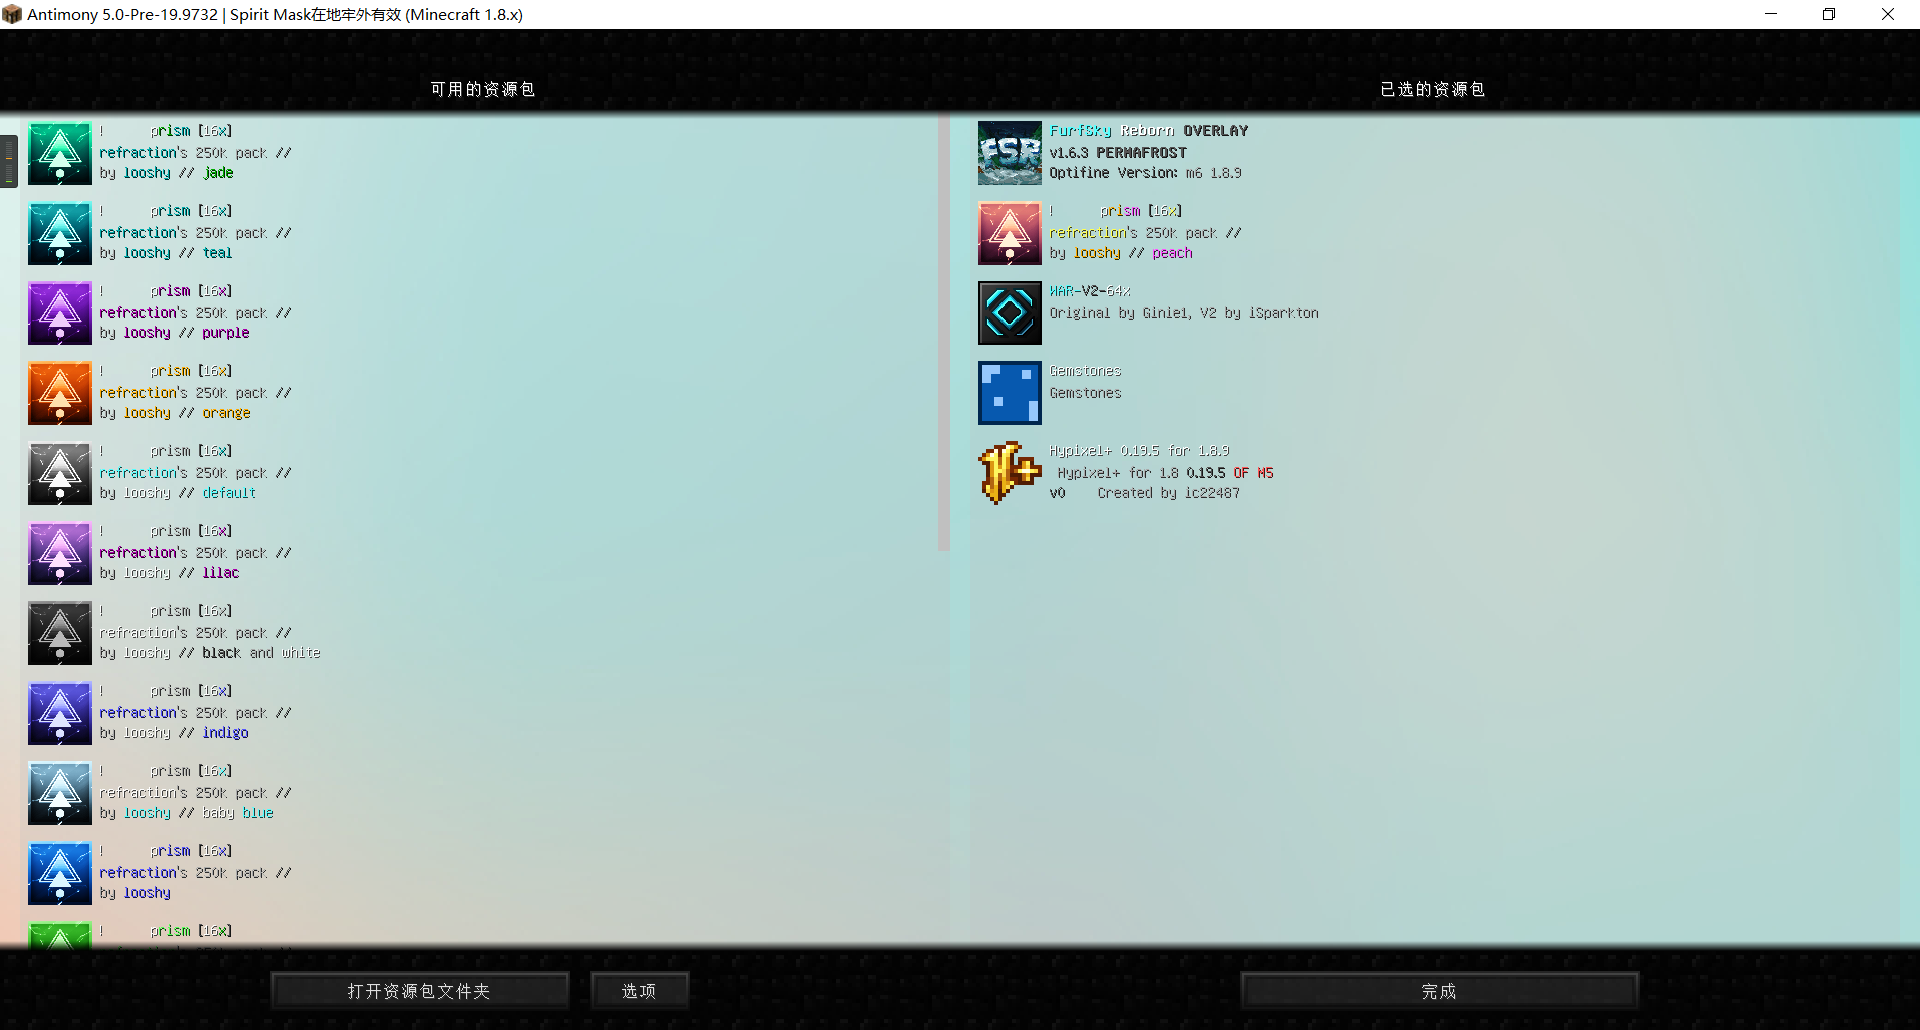 Antimony 5.0-Pre-19.9732 | Spirit Mask在地牢外有效 (Minecraft 1.8.x)
可用的资源包
! prism [16x]
refraction's 250k pack //
by looshy // jade
! prism [16x]
refraction's 250k pack //
by looshy // teal
! prism [16x]
refraction's 250k pack //
by looshy // purple
! prism [16x]
refraction's 250k pack //
by looshy // orange
! prism [16x]
refraction's 250k pack //
by looshy // default
! prism [16x]
refraction's 250k pack //
by looshy // lilac
! prism [16x]
refraction's 250k pack //
by looshy // black and white
! prism [16x]
refraction's 250k pack //
by looshy // indigo
! prism [16x]
refraction's 250k pack //
by looshy // baby blue
! prism [16x]
refraction's 250k pack //
by looshy
! prism [16x]
已选的资源包
FSR
FurfSky Reborn OVERLAY
v1.6.3 PERMAFROST
Optifine Version: m6 1.8.9
! prism [16x]
refraction's 250k pack //
by looshy // peach
WAR-V2-64x
Original by Giniel, V2 by iSparkton
Gemstones
Gemstones
H+
Hypixel+ 0.19.5 for 1.8.9
Hypixel+ for 1.8 0.19.5 OF M5
v0 Created by ic22487
打开资源包文件夹
选项
完成